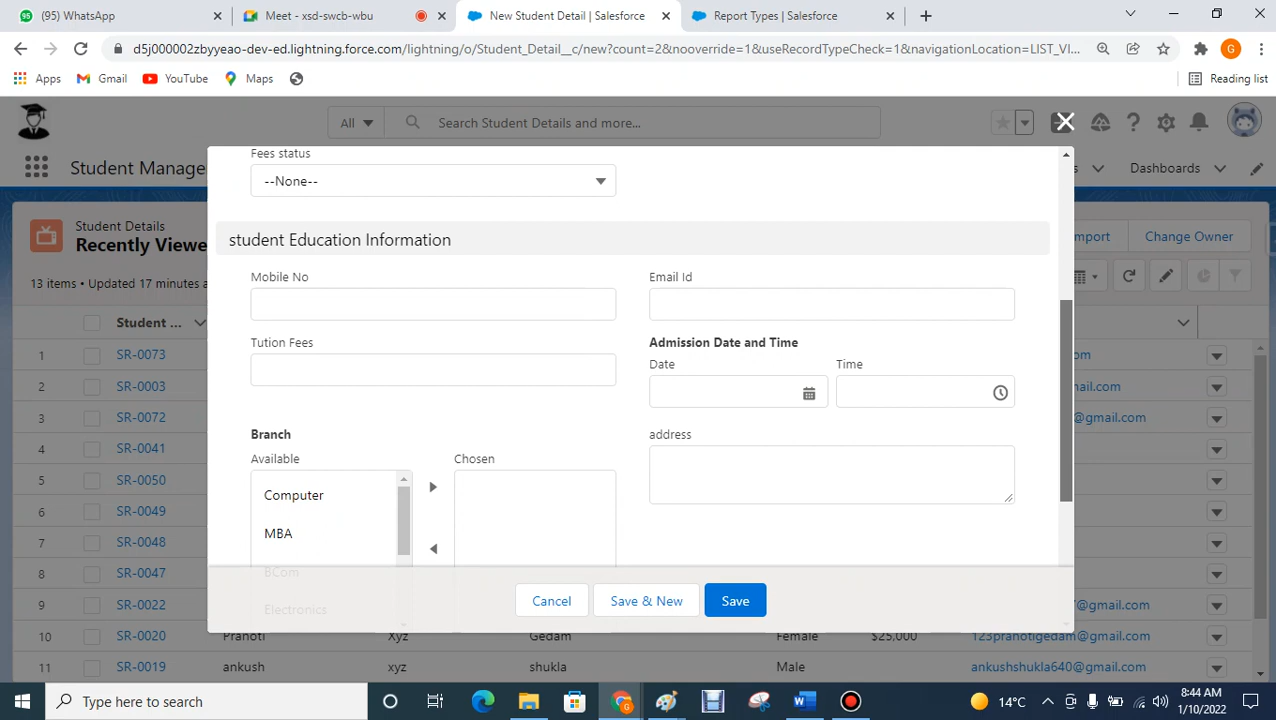 (95) WhatsApp
Meet - xsd-swcb-wbu
New Student Detail | Salesforce
Report Types | Salesforce
d5j000002zbyyeao-dev-ed.lightning.force.com/lightning/o/Student_Detail__c/new?count=2&nooverride=1&useRecordTypeCheck=1&navigationLocation=LIST_VI...
G
Apps
Gmail
YouTube
Maps
Reading list
All
Search Student Details and more...
Student Manage
s
Dashboards
Student Details
Recently Viewe
13 items • Updated 17 minutes a
mport
Change Owner
Student ...
1 SR-0073 om
2 SR-0003 nail.com
3 SR-0072 @gmail.com
4 SR-0041
5 SR-0050
6 SR-0049
7 SR-0048
8 SR-0047
9 SR-0022 7@gmail.com
10 SR-0020 Pranoti Xyz Gedam Female $25,000 123pranotigedam@gmail.com
11 SR-0019 ankush xyz shukla Male ankushshukla640@gmail.com
Fees status
--None--
student Education Information
Mobile No
Email Id
Tution Fees
Admission Date and Time
Date
Time
Branch
address
Available
Chosen
Computer
MBA
BCom
Electronics
Cancel
Save & New
Save
Type here to search
G
W
14°C
8:44 AM
1/10/2022